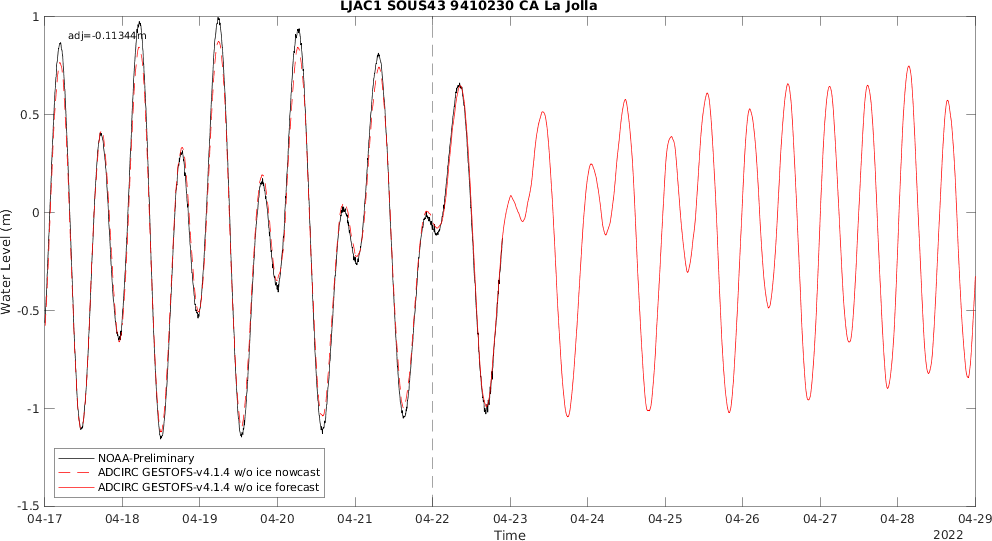 LJAC1 SOUS43 9410230 CA La Jolla
adj=-0.11344m
1
0.5
0
-0.5
-1
-1.5
Water Level (m)
NOAA-Preliminary
ADCIRC GESTOFS-v4.1.4 w/o ice nowcast
ADCIRC GESTOFS-v4.1.4 w/o ice forecast
04-17 04-18 04-19 04-20 04-21 04-22 04-23 04-24 04-25 04-26 04-27 04-28 04-29
Time
2022